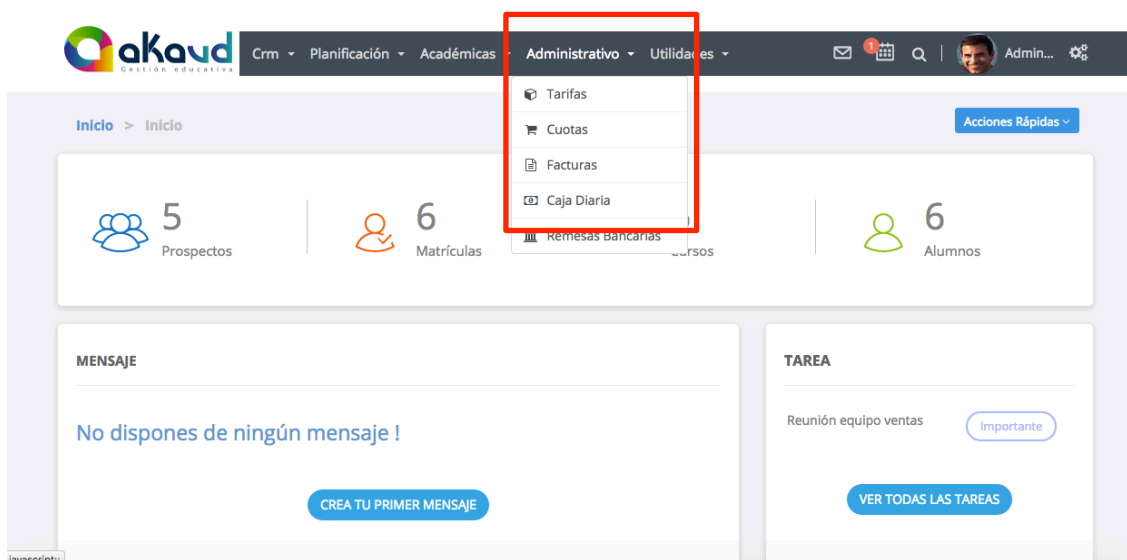 akaud
Gestión educativa
Crm Planificación Académicas Administrativo Utilidades 1 Admin...
Tarifas
Cuotas
Facturas
Caja Diaria
Remesas Bancarias
Inicio > Inicio
Acciones Rápidas
5
Prospectos
6
Matrículas
Cursos
6
Alumnos
MENSAJE
No dispones de ningún mensaje !
CREA TU PRIMER MENSAJE
TAREA
Reunión equipo ventas
Importante
VER TODAS LAS TAREAS